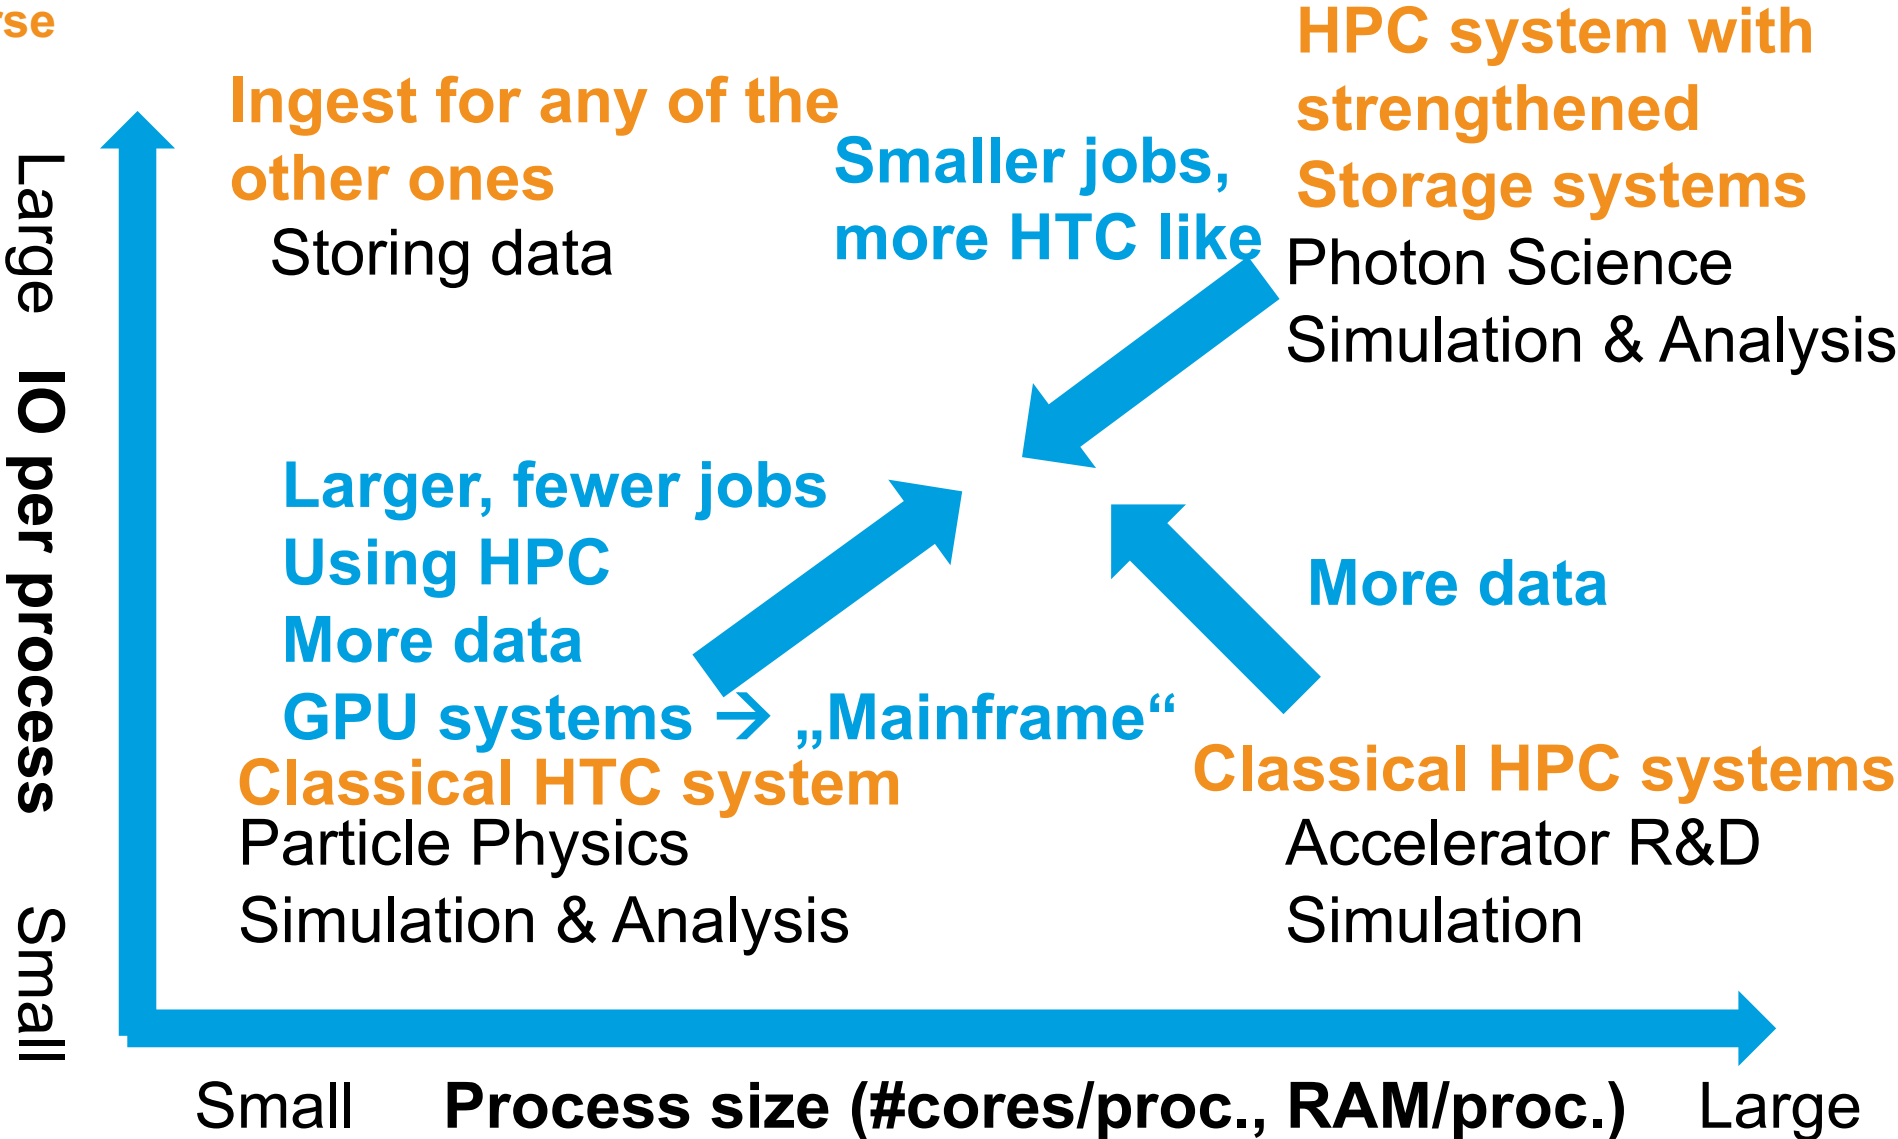 rse
Ingest for any of the
other ones
Storing data
Smaller jobs,
more HTC like
HPC system with
strengthened
Storage systems
Photon Science
Simulation & Analysis
Larger, fewer jobs
Using HPC
More data
GPU systems → „Mainframe“
More data
Classical HTC system
Particle Physics
Simulation & Analysis
Classical HPC systems
Accelerator R&D
Simulation
Large IO per process Small
Small Process size (#cores/proc., RAM/proc.) Large